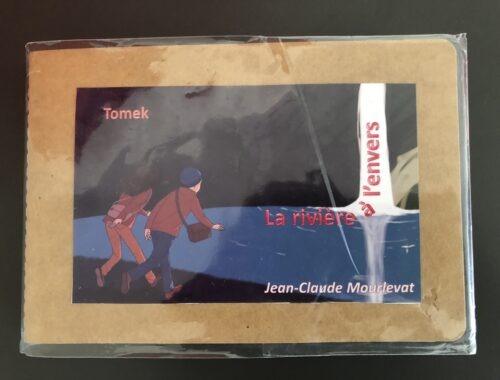 Tomek
La rivière à l'envers
Jean-Claude Mourlevat